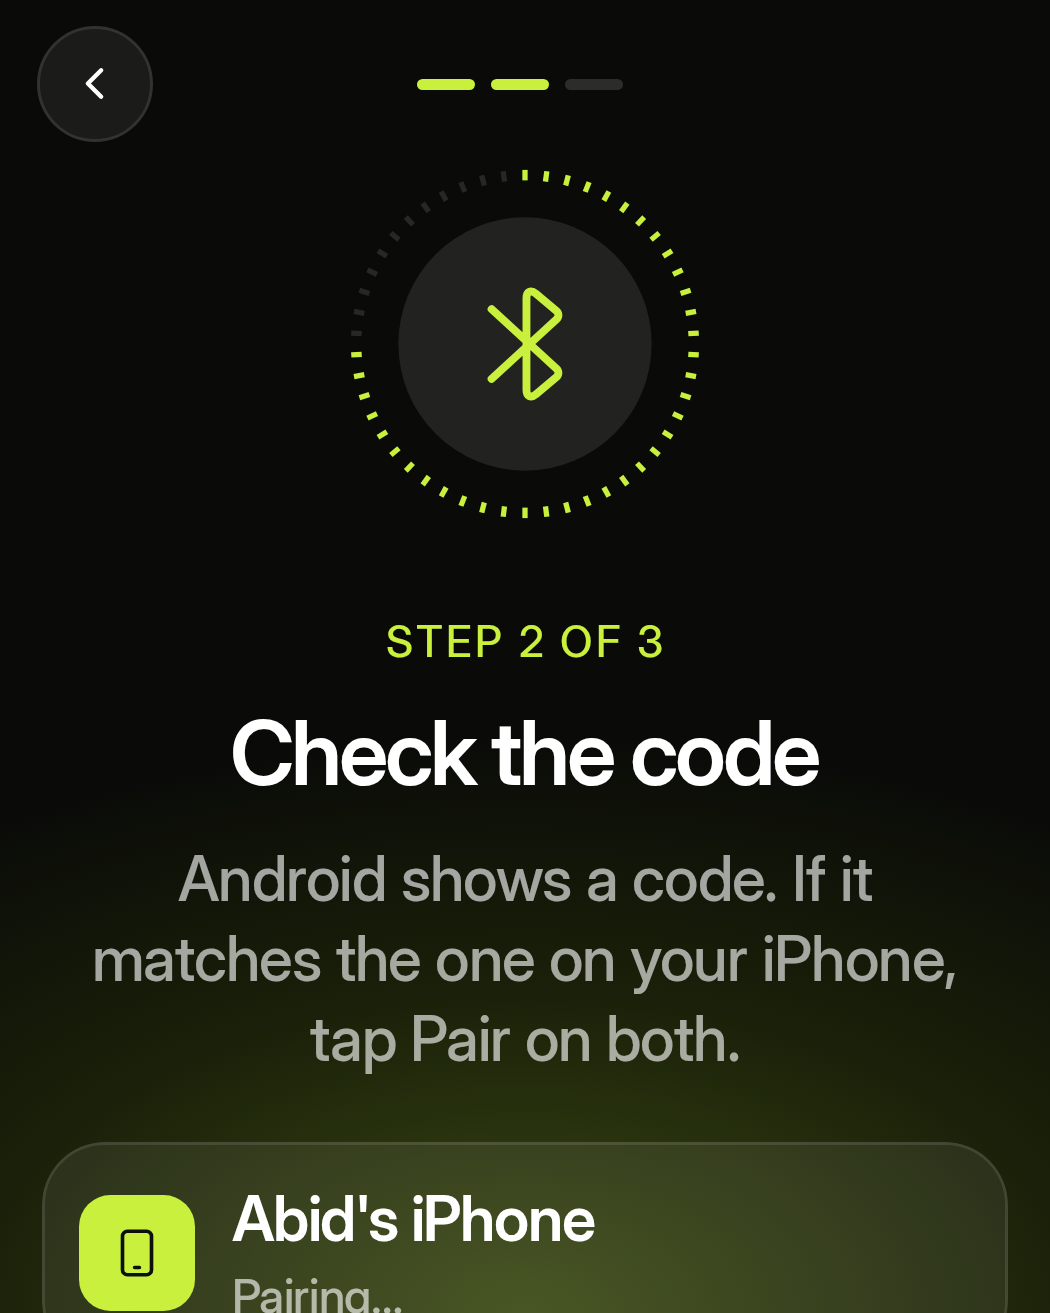 STEP 2 OF 3
Check the code
Android shows a code. If it
matches the one on your iPhone,
tap Pair on both.
Abid's iPhone
Pairing...